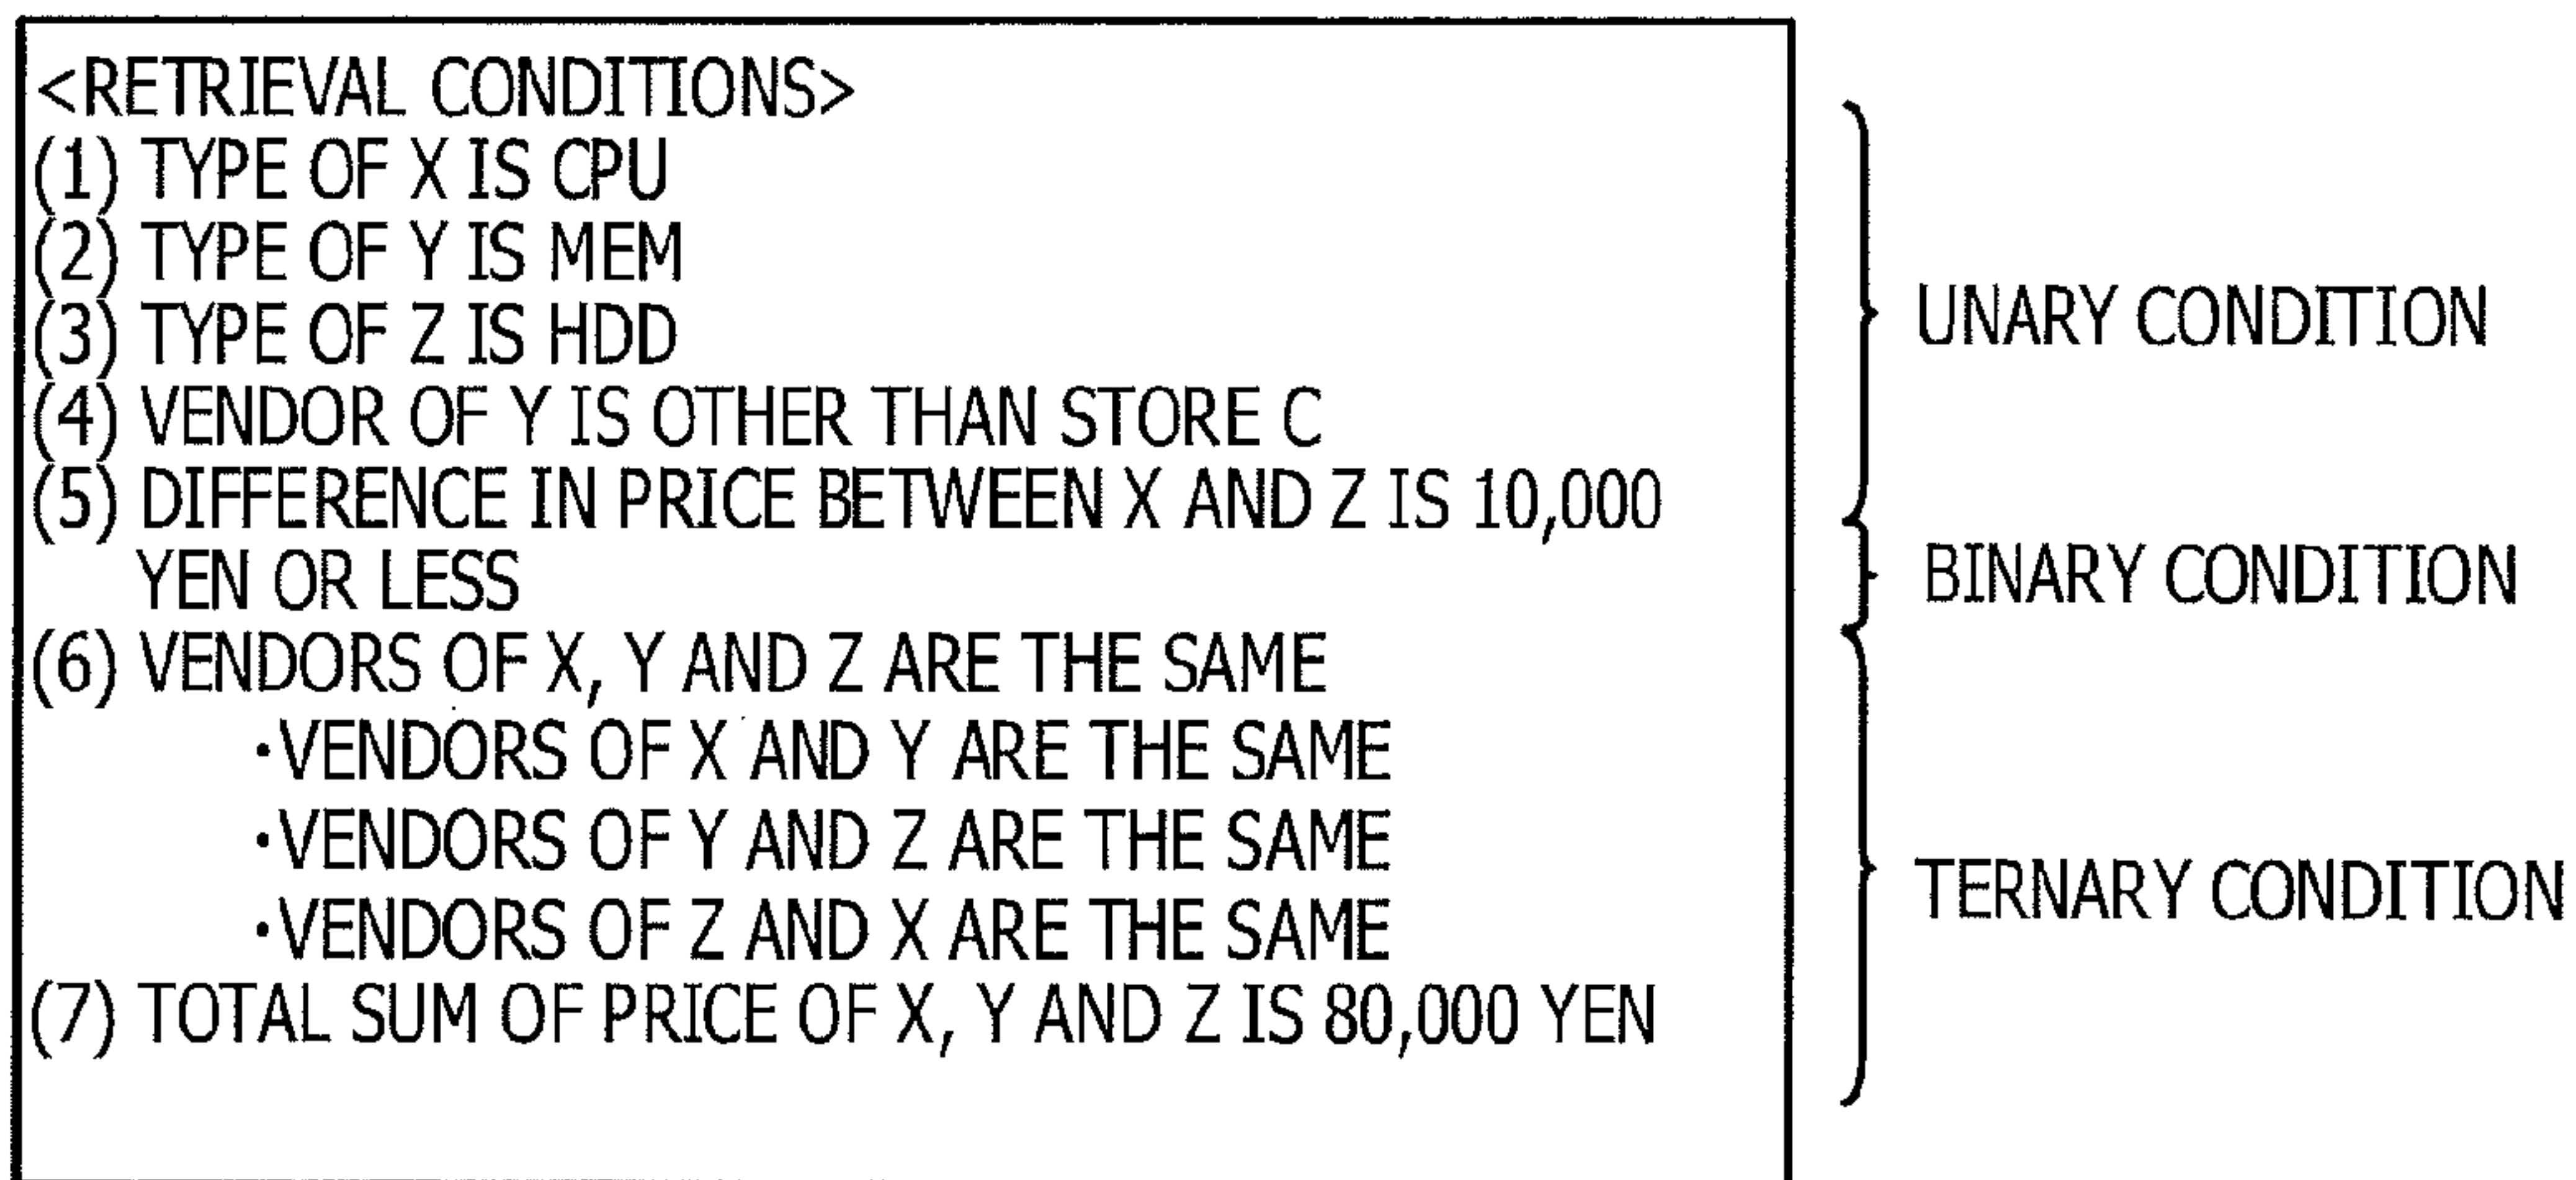 <RETRIEVAL CONDITIONS>
(1) TYPE OF X IS CPU
(2) TYPE OF Y IS MEM
(3) TYPE OF Z IS HDD
(4) VENDOR OF Y IS OTHER THAN STORE C
(5) DIFFERENCE IN PRICE BETWEEN X AND Z IS 10,000
YEN OR LESS
(6) VENDORS OF X, Y AND Z ARE THE SAME
・VENDORS OF X AND Y ARE THE SAME
・VENDORS OF Y AND Z ARE THE SAME
・VENDORS OF Z AND X ARE THE SAME
(7) TOTAL SUM OF PRICE OF X, Y AND Z IS 80,000 YEN
UNARY CONDITION
BINARY CONDITION
TERNARY CONDITION